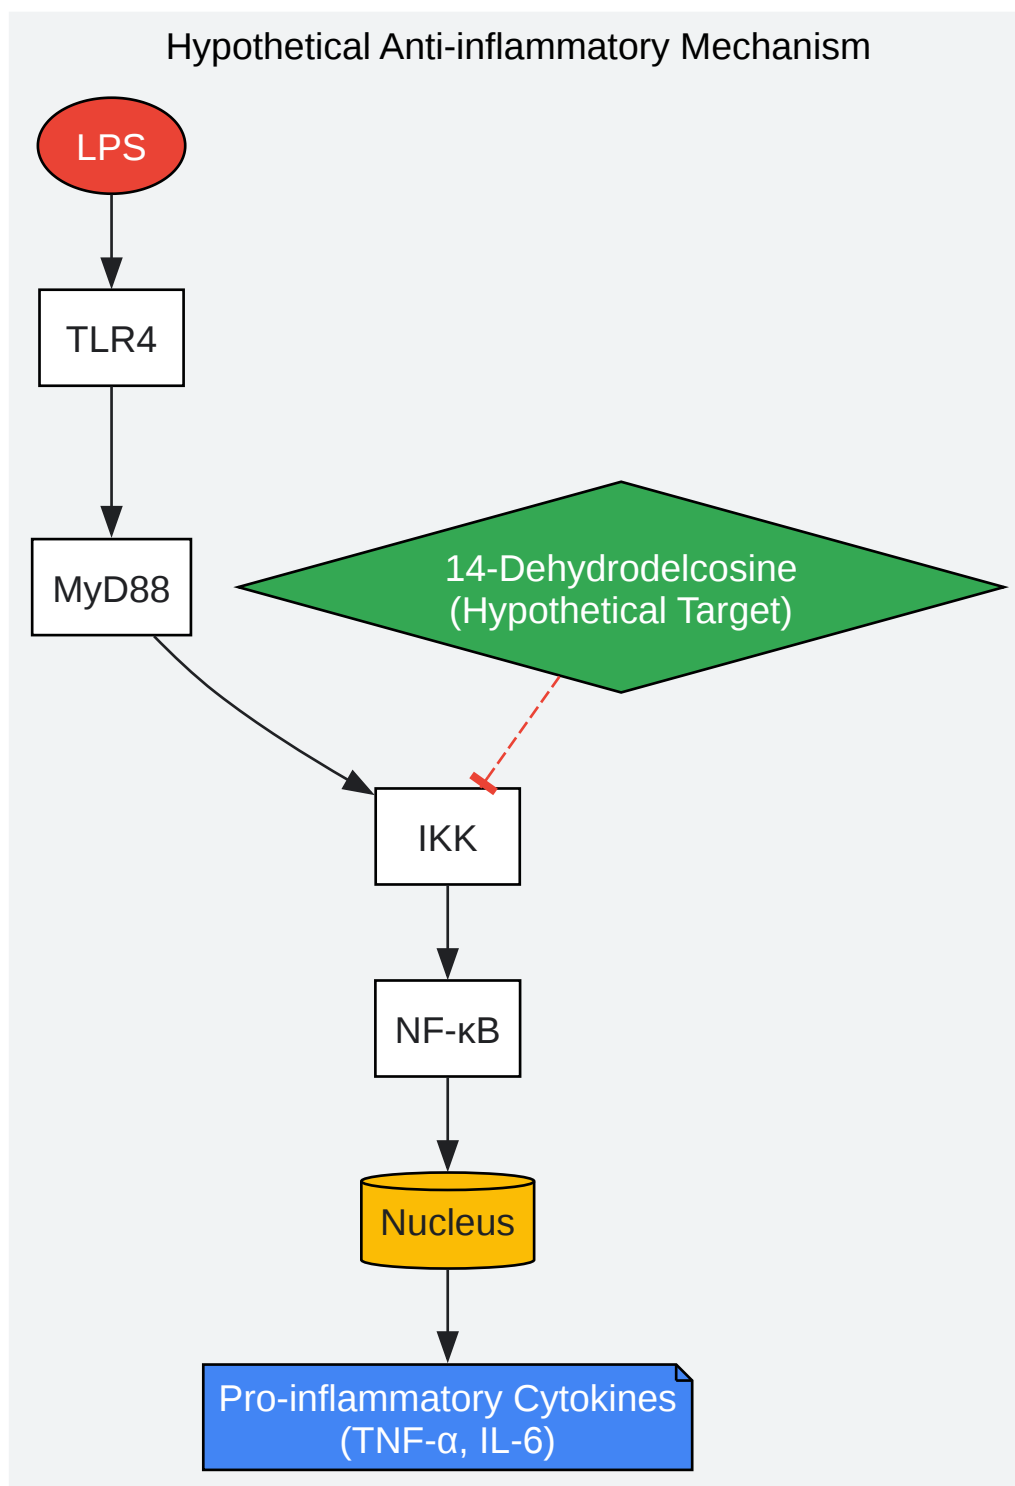 Hypothetical Anti-inflammatory Mechanism
LPS
TLR4
MyD88
14-Dehydrodelcosine
(Hypothetical Target)
IKK
NF-κB
Nucleus
Pro-inflammatory Cytokines
(TNF-α, IL-6)